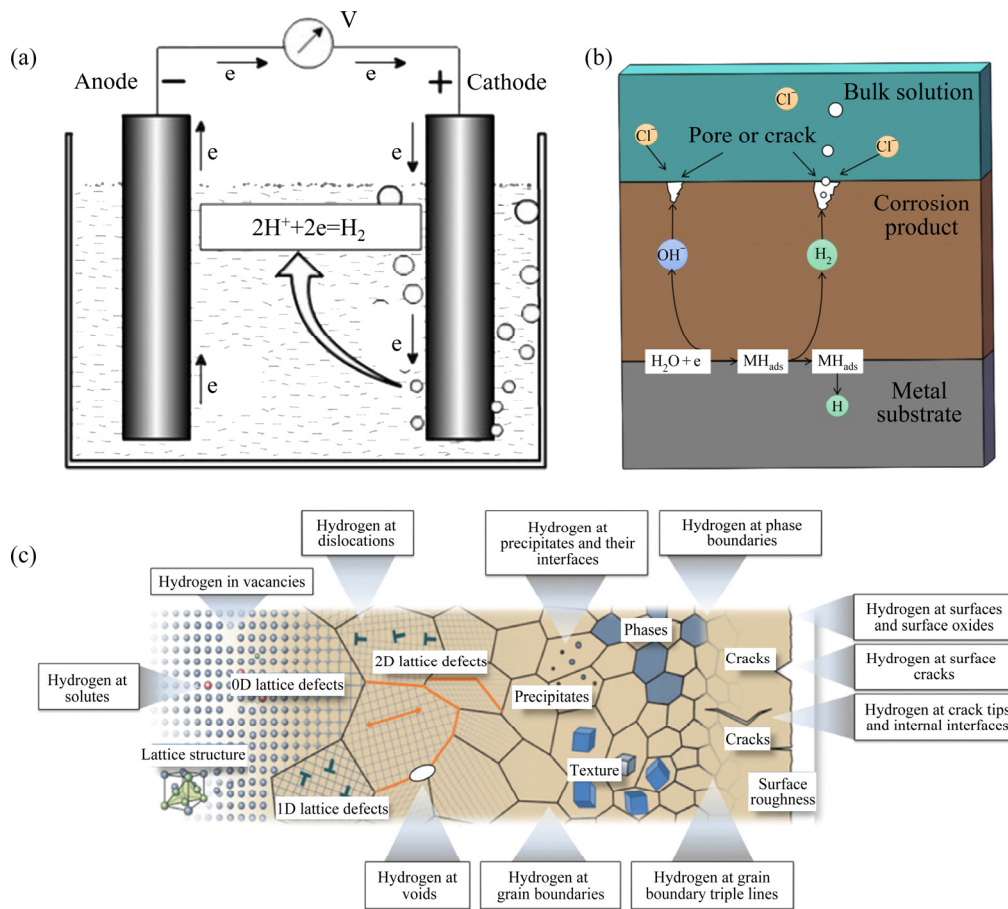 (a)
V
e
e
Anode
−
+
Cathode
e
e
2H⁺+2e=H₂
e
e
(b)
Bulk solution
Cl⁻
Cl⁻
Cl⁻
Pore or crack
Corrosion
product
OH⁻
H₂
H₂O + e
MH_ads
MH_ads
H
Metal
substrate
(c)
Hydrogen at
dislocations
Hydrogen at
precipitates and their
interfaces
Hydrogen at phase
boundaries
Hydrogen in vacancies
Hydrogen at surfaces
and surface oxides
Phases
2D lattice defects
Cracks
Hydrogen at surface
cracks
Hydrogen at
solutes
0D lattice defects
Precipitates
Hydrogen at crack tips
and internal interfaces
Cracks
Lattice structure
Texture
Surface
roughness
1D lattice defects
Hydrogen at
voids
Hydrogen at
grain boundaries
Hydrogen at grain
boundary triple lines